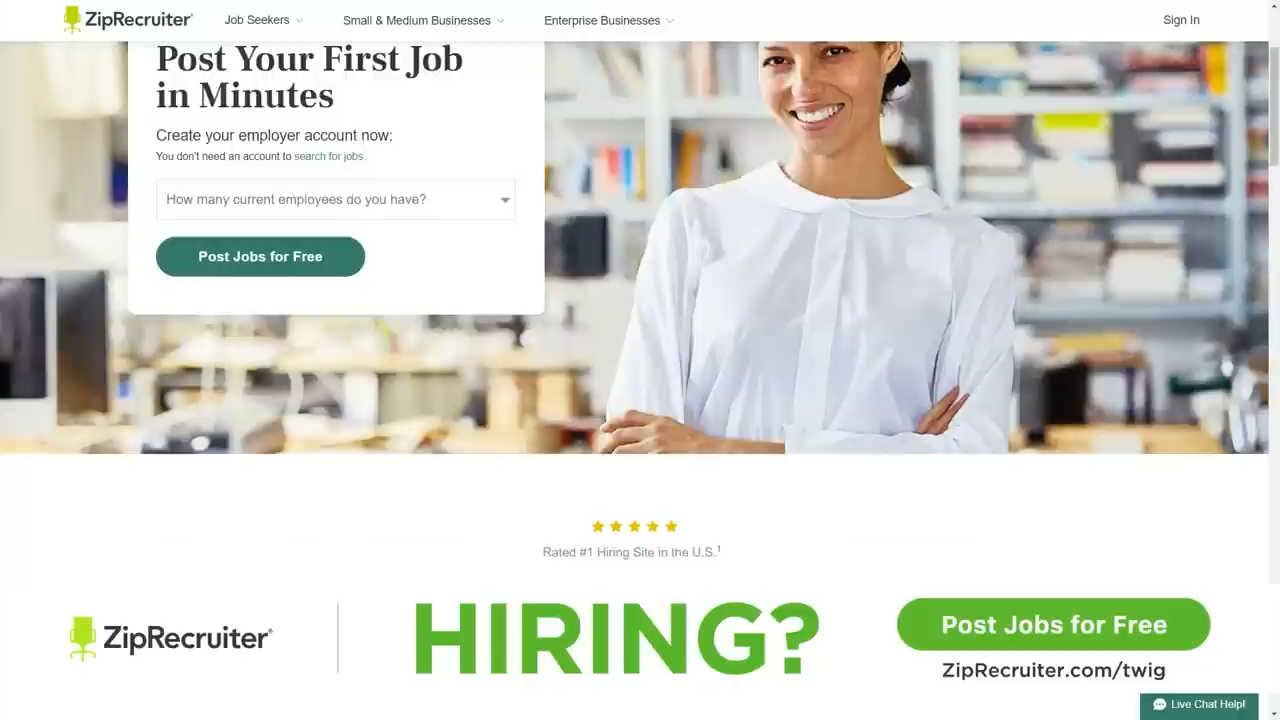 ZipRecruiter®
Job Seekers
Small & Medium Businesses
Enterprise Businesses
Sign In
Post Your First Job
in Minutes
Create your employer account now:
You don't need an account to search for jobs.
How many current employees do you have?
Post Jobs for Free
Rated #1 Hiring Site in the U.S.¹
ZipRecruiter®
HIRING?
Post Jobs for Free
ZipRecruiter.com/twig
Live Chat Help!